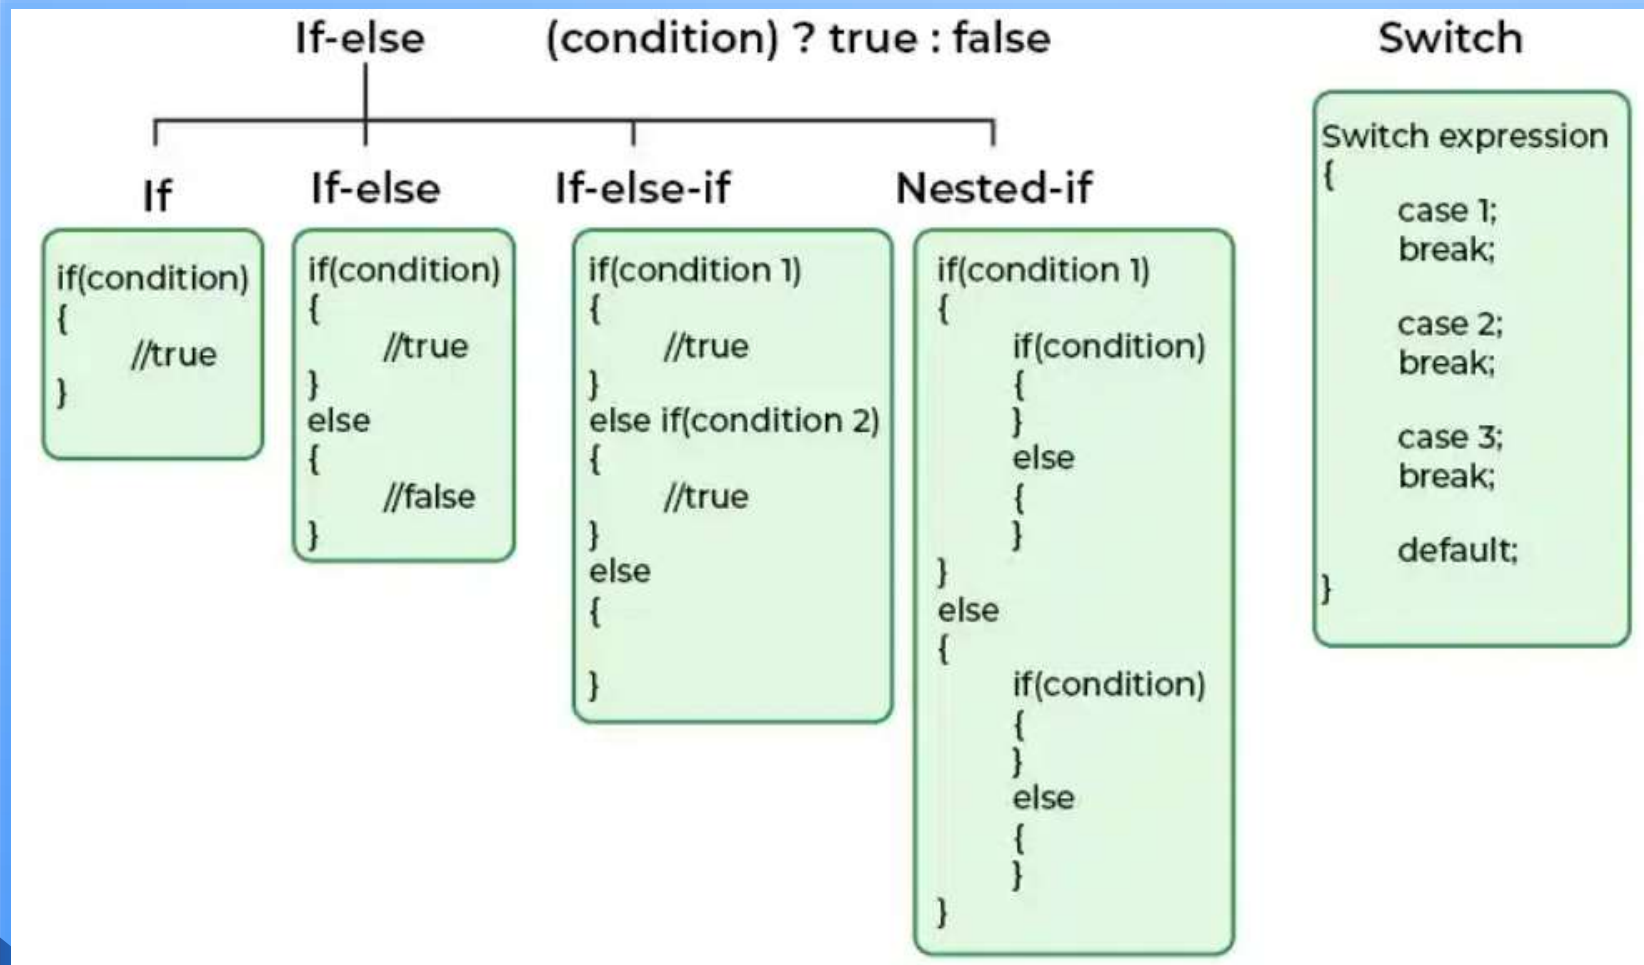 If-else
(condition) ? true : false
Switch
If
if(condition)
{
//true
}
If-else
if(condition)
{
//true
}
else
{
//false
}
If-else-if
if(condition 1)
{
//true
}
else if(condition 2)
{
//true
}
else
{
}
Nested-if
if(condition 1)
{
if(condition)
{
}
else
{
}
}
else
{
if(condition)
{
}
else
{
}
}
Switch expression
{
case 1;
break;
case 2;
break;
case 3;
break;
default;
}